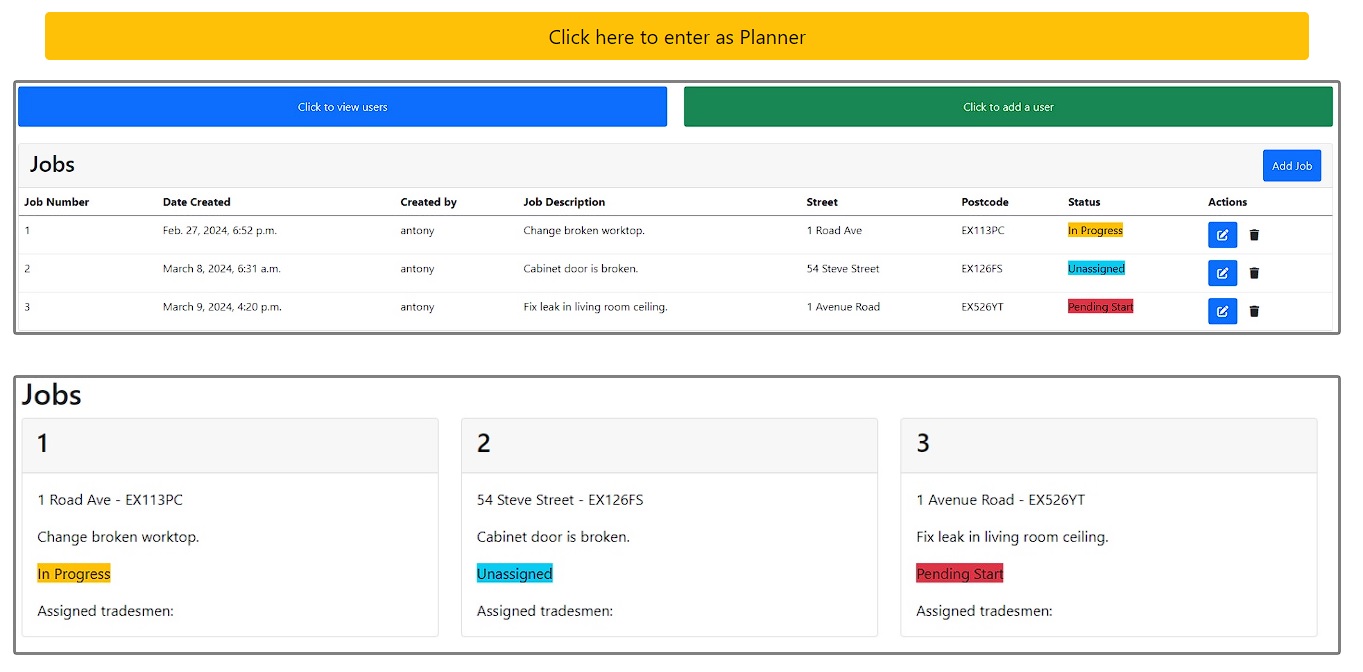 Click here to enter as Planner
Click to view users Click to add a user
Jobs Add Job
Job Number Date Created Created by Job Description Street Postcode Status Actions
1 Feb. 27, 2024, 6:52 p.m. antony Change broken worktop. 1 Road Ave EX113PC In Progress
2 March 8, 2024, 6:31 a.m. antony Cabinet door is broken. 54 Steve Street EX126FS Unassigned
3 March 9, 2024, 4:20 p.m. antony Fix leak in living room ceiling. 1 Avenue Road EX526YT Pending Start
Jobs
1
1 Road Ave - EX113PC
Change broken worktop.
In Progress
Assigned tradesmen:
2
54 Steve Street - EX126FS
Cabinet door is broken.
Unassigned
Assigned tradesmen:
3
1 Avenue Road - EX526YT
Fix leak in living room ceiling.
Pending Start
Assigned tradesmen: